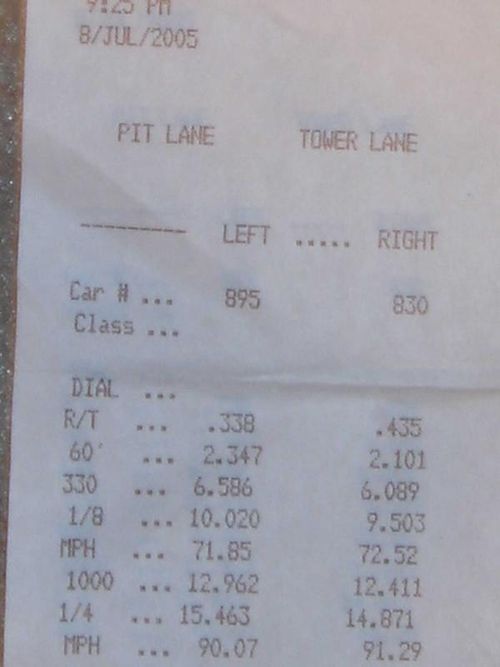 9:25 PM
8/JUL/2005
PIT LANE TOWER LANE
--------- LEFT ..... RIGHT
Car # ... 895 830
Class ...
DIAL ...
R/T ... .338 .435
60' ... 2.347 2.101
330 ... 6.586 6.089
1/8 ... 10.020 9.503
MPH ... 71.85 72.52
1000 ... 12.962 12.411
1/4 ... 15.463 14.871
MPH ... 90.07 91.29